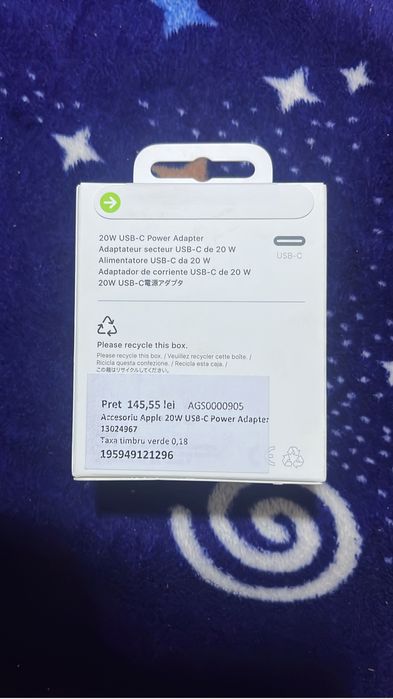 20W USB-C Power Adapter
Adaptateur secteur USB-C de 20 W
Alimentatore USB-C da 20 W
Adaptador de corriente USB-C de 20 W
20W USB-C電源アダプタ
USB-C
Please recycle this box.
Please recycle this box. / Veuillez recycler cette boîte. /
Ricicla questa confezione. / Recicla esta caja. /
この箱はリサイクルしてください。
Pret 145,55 lei AGS0000905
Accesoriu Apple 20W USB-C Power Adapter
13024967
Taxa timbru verde 0,18
195949121296
CE